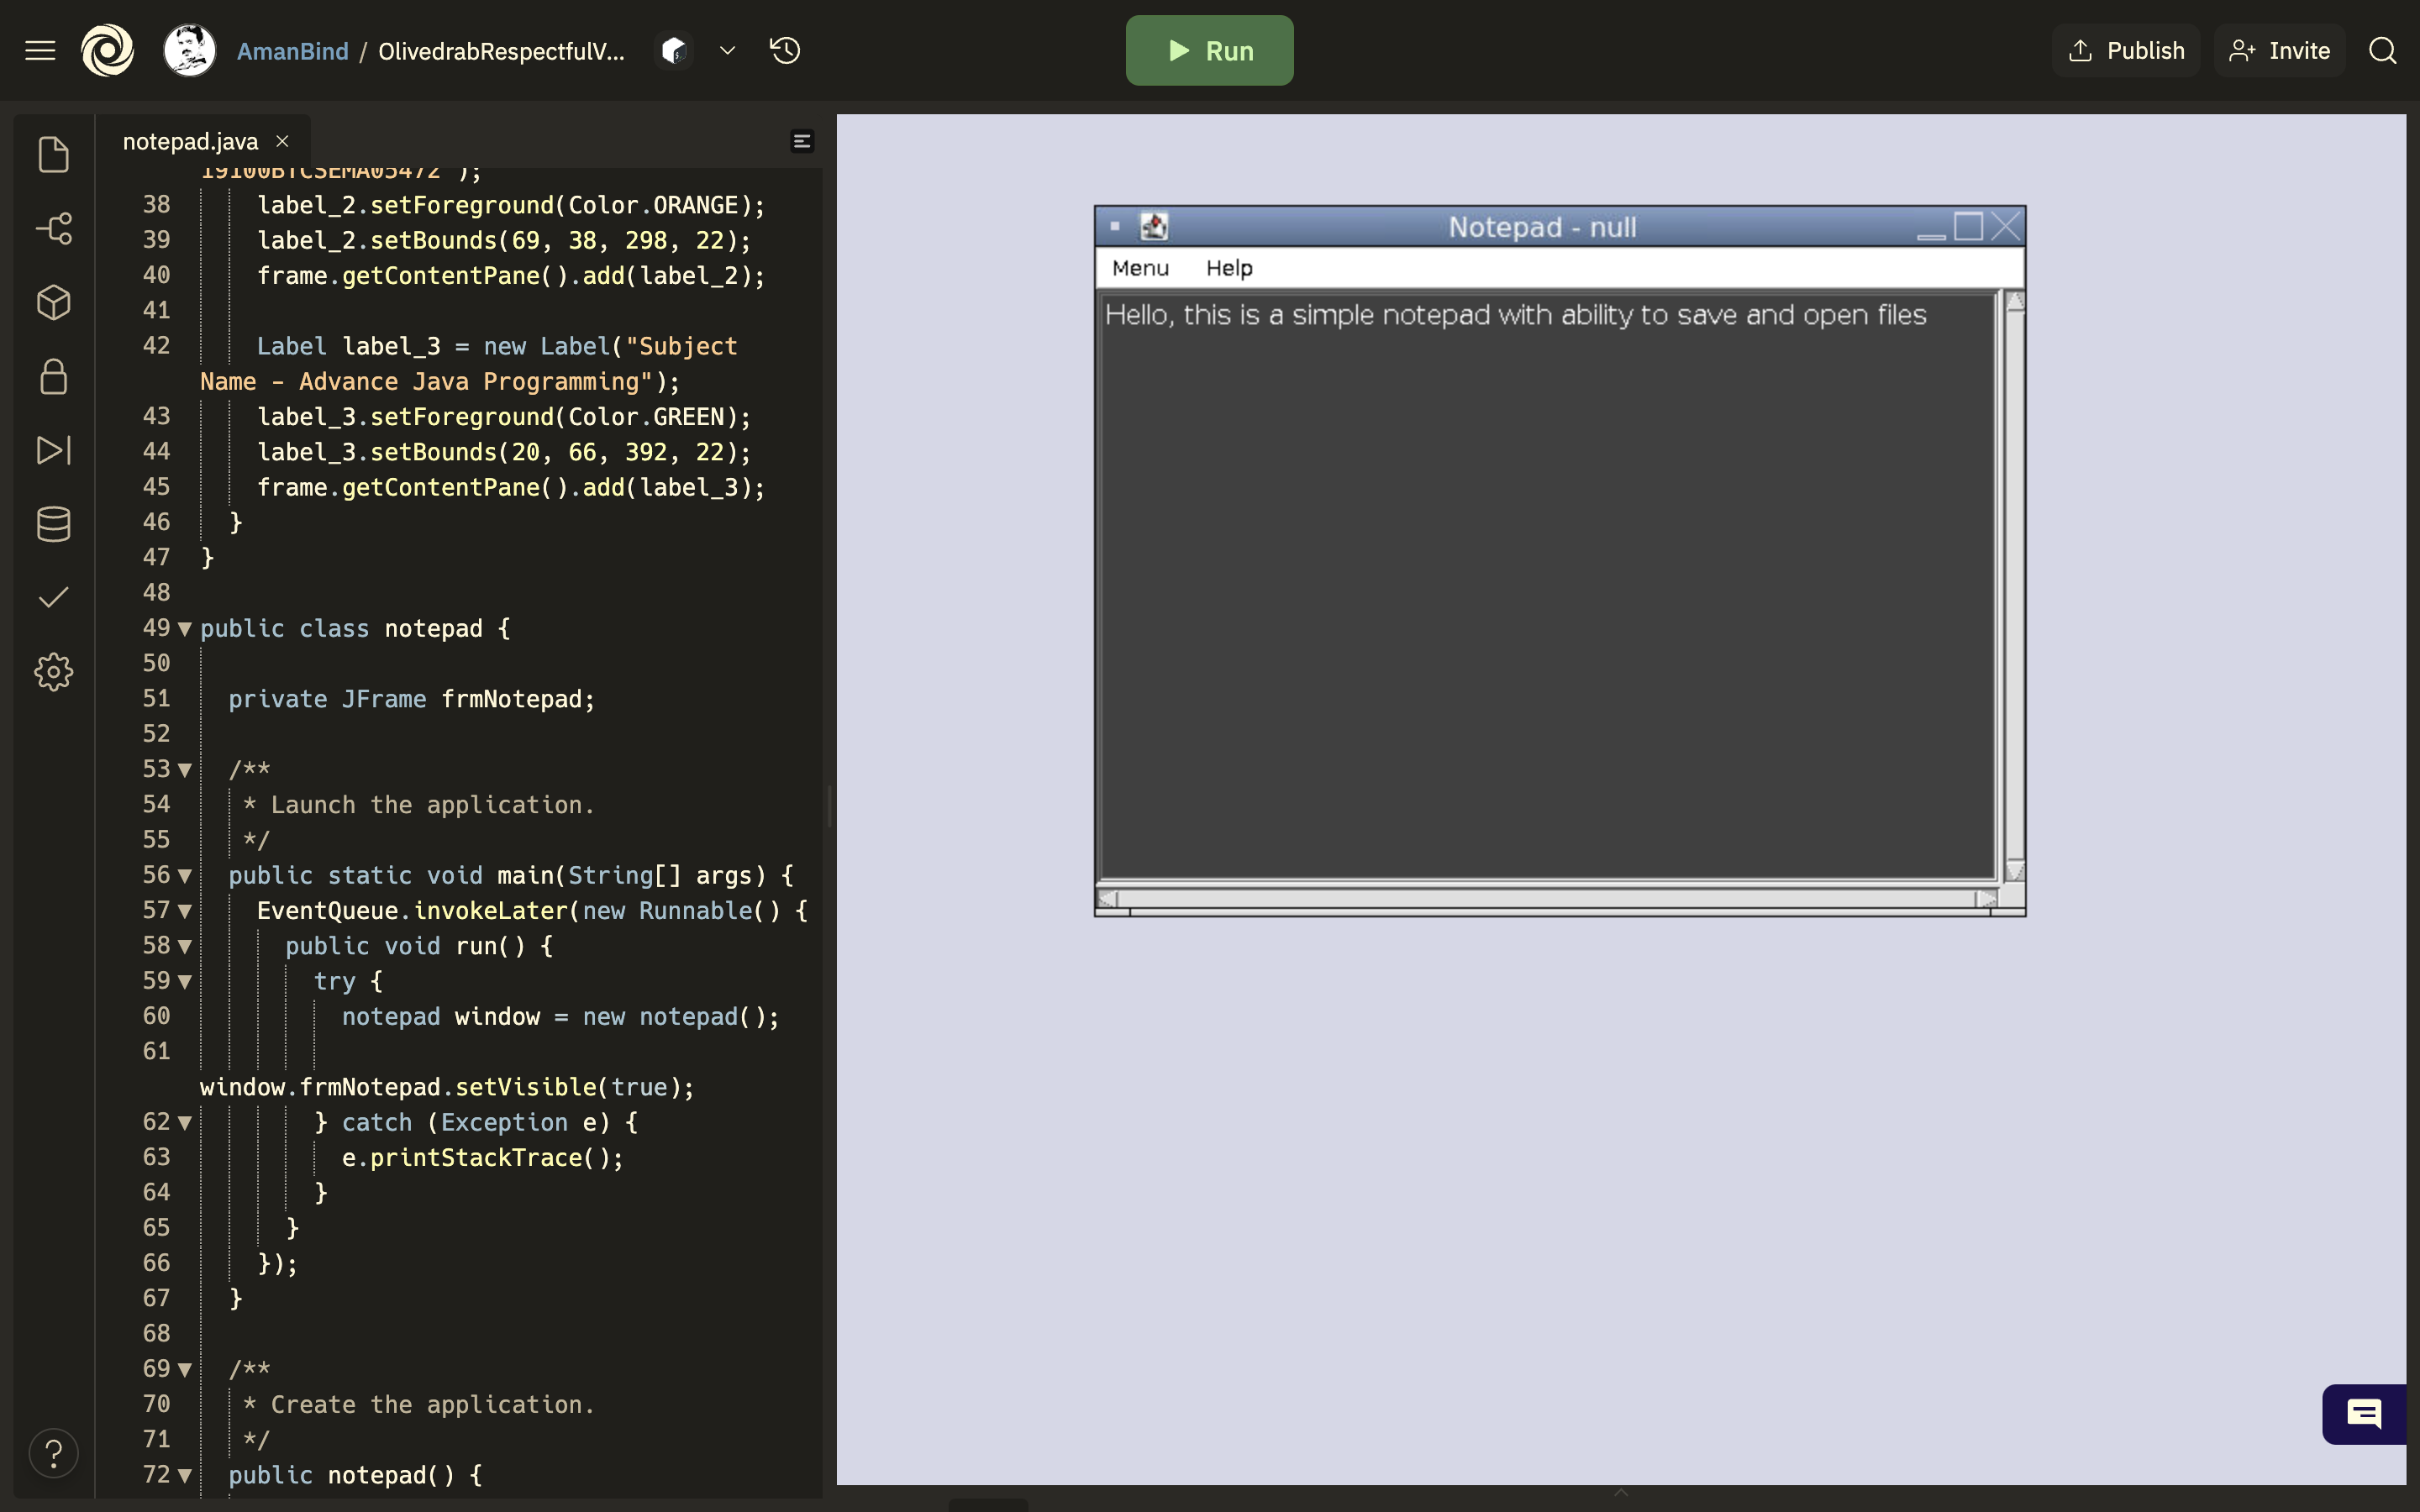 AmanBind / OlivedrabRespectfulV...
Run
Publish
Invite
notepad.java
19100BTCSEMA05472");
38 label_2.setForeground(Color.ORANGE);
39 label_2.setBounds(69, 38, 298, 22);
40 frame.getContentPane().add(label_2);
41
42 Label label_3 = new Label("Subject
Name - Advance Java Programming");
43 label_3.setForeground(Color.GREEN);
44 label_3.setBounds(20, 66, 392, 22);
45 frame.getContentPane().add(label_3);
46 }
47 }
48
49 public class notepad {
50
51 private JFrame frmNotepad;
52
53 /**
54 * Launch the application.
55 */
56 public static void main(String[] args) {
57 EventQueue.invokeLater(new Runnable() {
58 public void run() {
59 try {
60 notepad window = new notepad();
61
window.frmNotepad.setVisible(true);
62 } catch (Exception e) {
63 e.printStackTrace();
64 }
65 }
66 });
67 }
68
69 /**
70 * Create the application.
71 */
72 public notepad() {
Notepad - null
Menu Help
Hello, this is a simple notepad with ability to save and open files